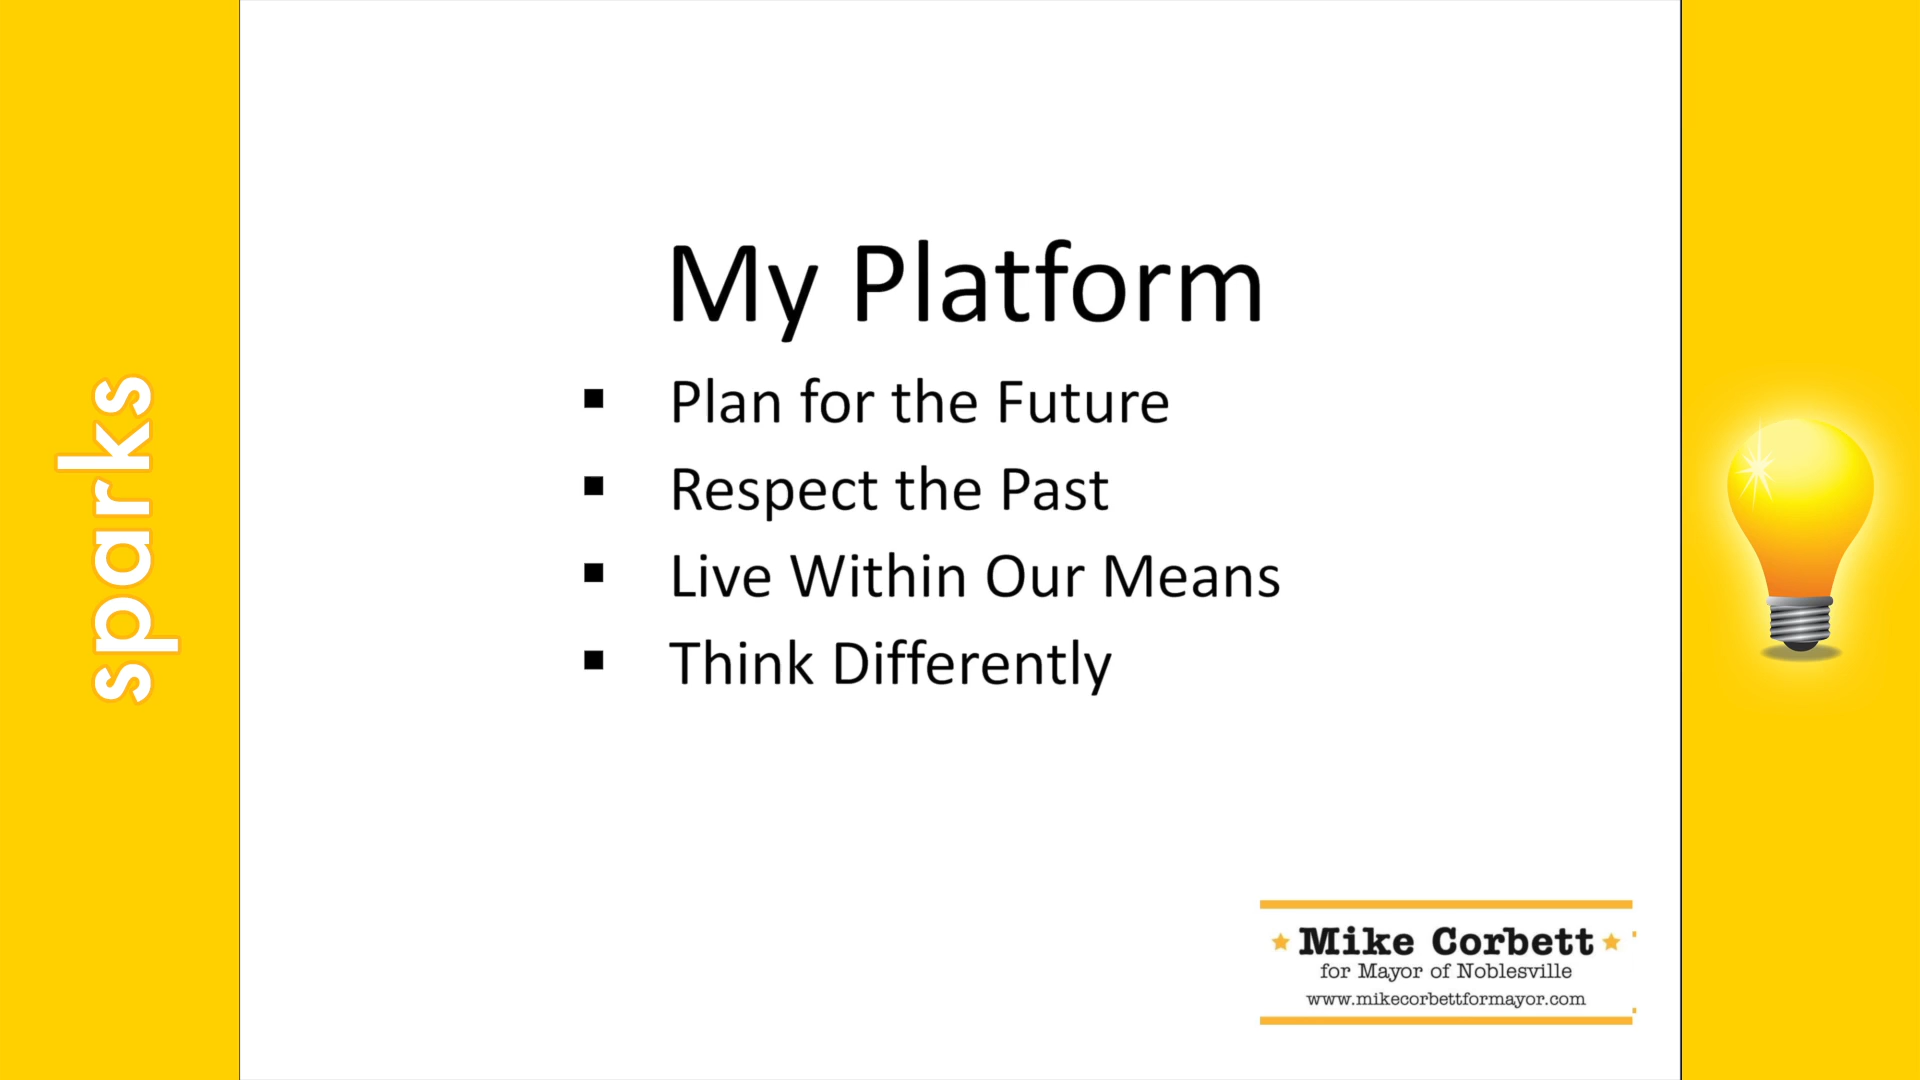 sparks
My Platform
▪ Plan for the Future
▪ Respect the Past
▪ Live Within Our Means
▪ Think Differently
Mike Corbett
for Mayor of Noblesville
www.mikecorbettformayor.com